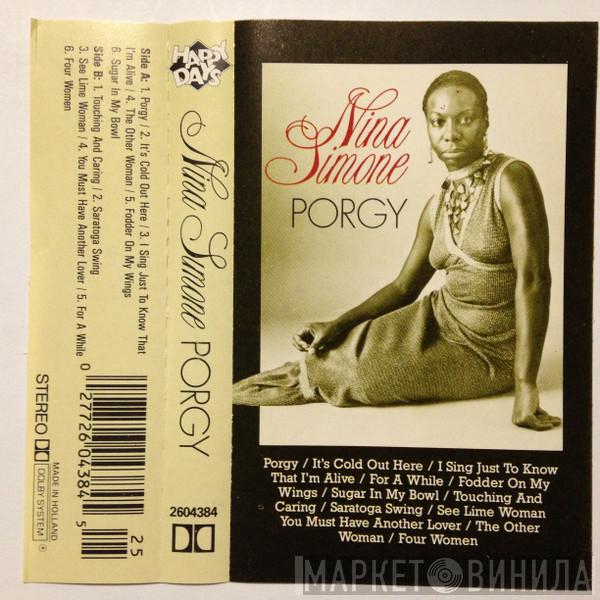 Side A: 1. Porgy / 2. It's Cold Out Here / 3. I Sing Just To Know That
I'm Alive / 4. The Other Woman / 5. Fodder On My Wings
6. Sugar In My Bowl
Side B: 1. Touching And Caring / 2. Saratoga Swing
3. See Lime Woman / 4. You Must Have Another Lover / 5. For A While
6. Four Women
0 27726 04384 5
25
STEREO
DOLBY SYSTEM ®
MADE IN HOLLAND
HAPPY
DAYS
Nina Simone PORGY
2604384
Nina
Simone
PORGY
Porgy / It's Cold Out Here / I Sing Just To Know
That I'm Alive / For A While / Fodder On My
Wings / Sugar In My Bowl / Touching And
Caring / Saratoga Swing / See Lime Woman
You Must Have Another Lover / The Other
Woman / Four Women
МАРКЕТ ВИНИЛА